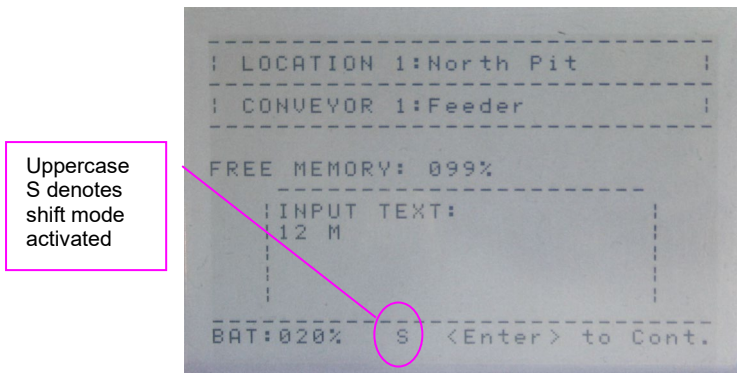 LOCATION 1:North Pit
CONVEYOR 1:Feeder
Uppercase
S denotes
shift mode
activated
FREE MEMORY: 099%
INPUT TEXT:
12 M
BAT:020% S <Enter> to Cont.